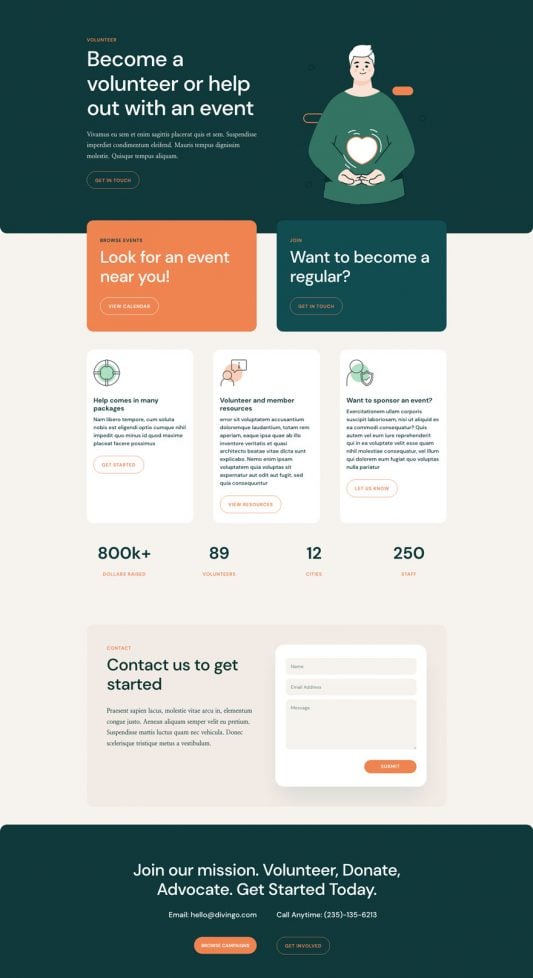 VOLUNTEER
Become a
volunteer or help
out with an event
Vivamus eu sem et enim sagittis placerat quis et sem. Suspendisse
imperdiet condimentum eleifend. Mauris tempus dignissim
molestie. Quisque tempus aliquam.
GET IN TOUCH
BROWSE EVENTS
Look for an event
near you!
VIEW CALENDAR
JOIN
Want to become a
regular?
GET IN TOUCH
Help comes in many
packages
Nam libero tempore, cum soluta
nobis est eligendi optio cumque nihil
impedit quo minus id quod maxime
placeat facere possimus
GET STARTED
Volunteer and member
resources
error sit voluptatem accusantium
doloremque laudantium, totam rem
aperiam, eaque ipsa quae ab illo
inventore veritatis et quasi
architecto beatae vitae dicta sunt
explicabo. Nemo enim ipsam
voluptatem quia voluptas sit
aspernatur aut odit aut fugit, sed
quia consequuntur
VIEW RESOURCES
Want to sponsor an event?
Exercitationem ullam corporis
suscipit laboriosam, nisi ut aliquid ex
ea commodi consequatur? Quis
autem vel eum iure reprehenderit
qui in ea voluptate velit esse quam
nihil molestiae consequatur, vel illum
qui dolorem eum fugiat quo voluptas
nulla pariatur
LET US KNOW
800k+
DOLLARS RAISED
89
VOLUNTEERS
12
CITIES
250
STAFF
CONTACT
Contact us to get
started
Praesent sapien lacus, molestie vitae arcu in, elementum
congue justo. Aenean aliquam semper velit eu pretium.
Suspendisse mattis luctus quam nec vehicula. Donec
scelerisque tristique metus a vestibulum.
Name
Email Address
Message
SUBMIT
Join our mission. Volunteer, Donate,
Advocate. Get Started Today.
Email: hello@divingo.com
Call Anytime: (235)-135-6213
BROWSE CAMPAIGNS
GET INVOLVED